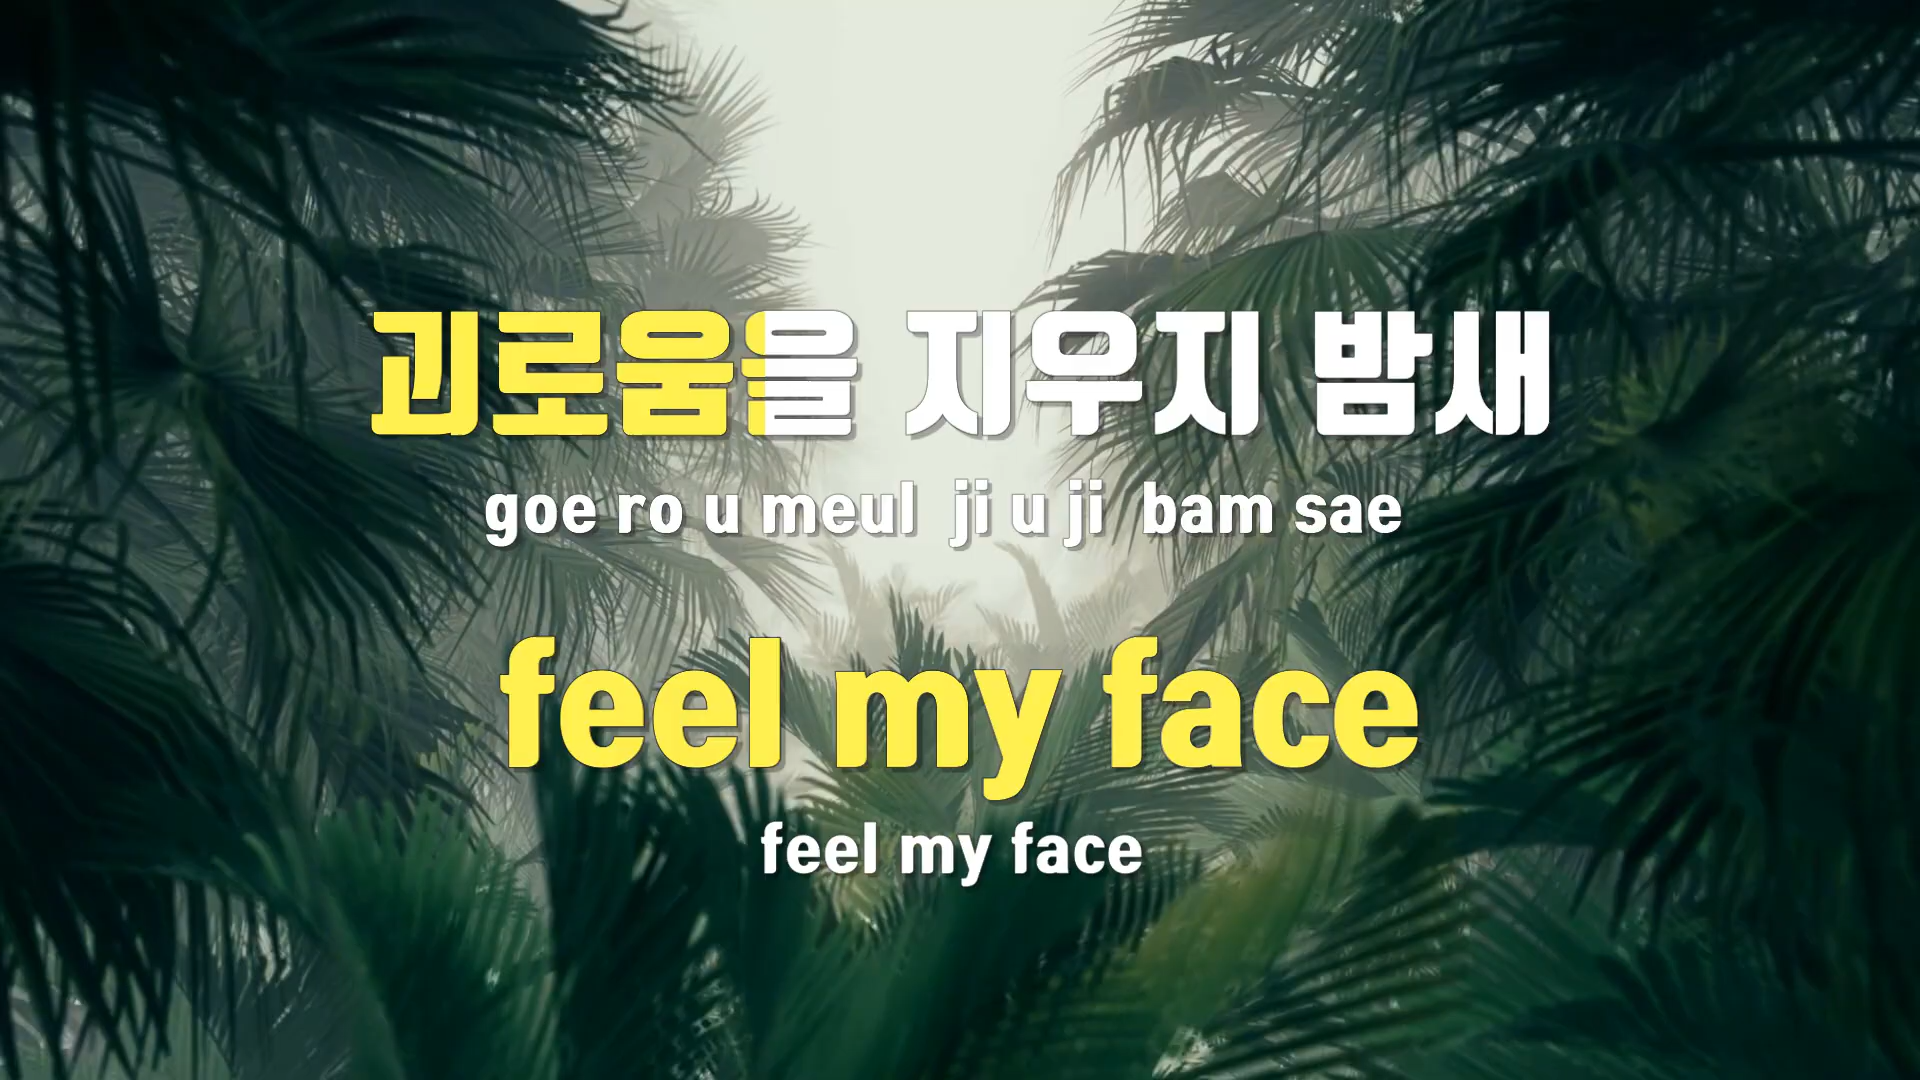 괴로움을 지우지 밤새
goe ro u meul ji u ji bam sae
feel my face
feel my face